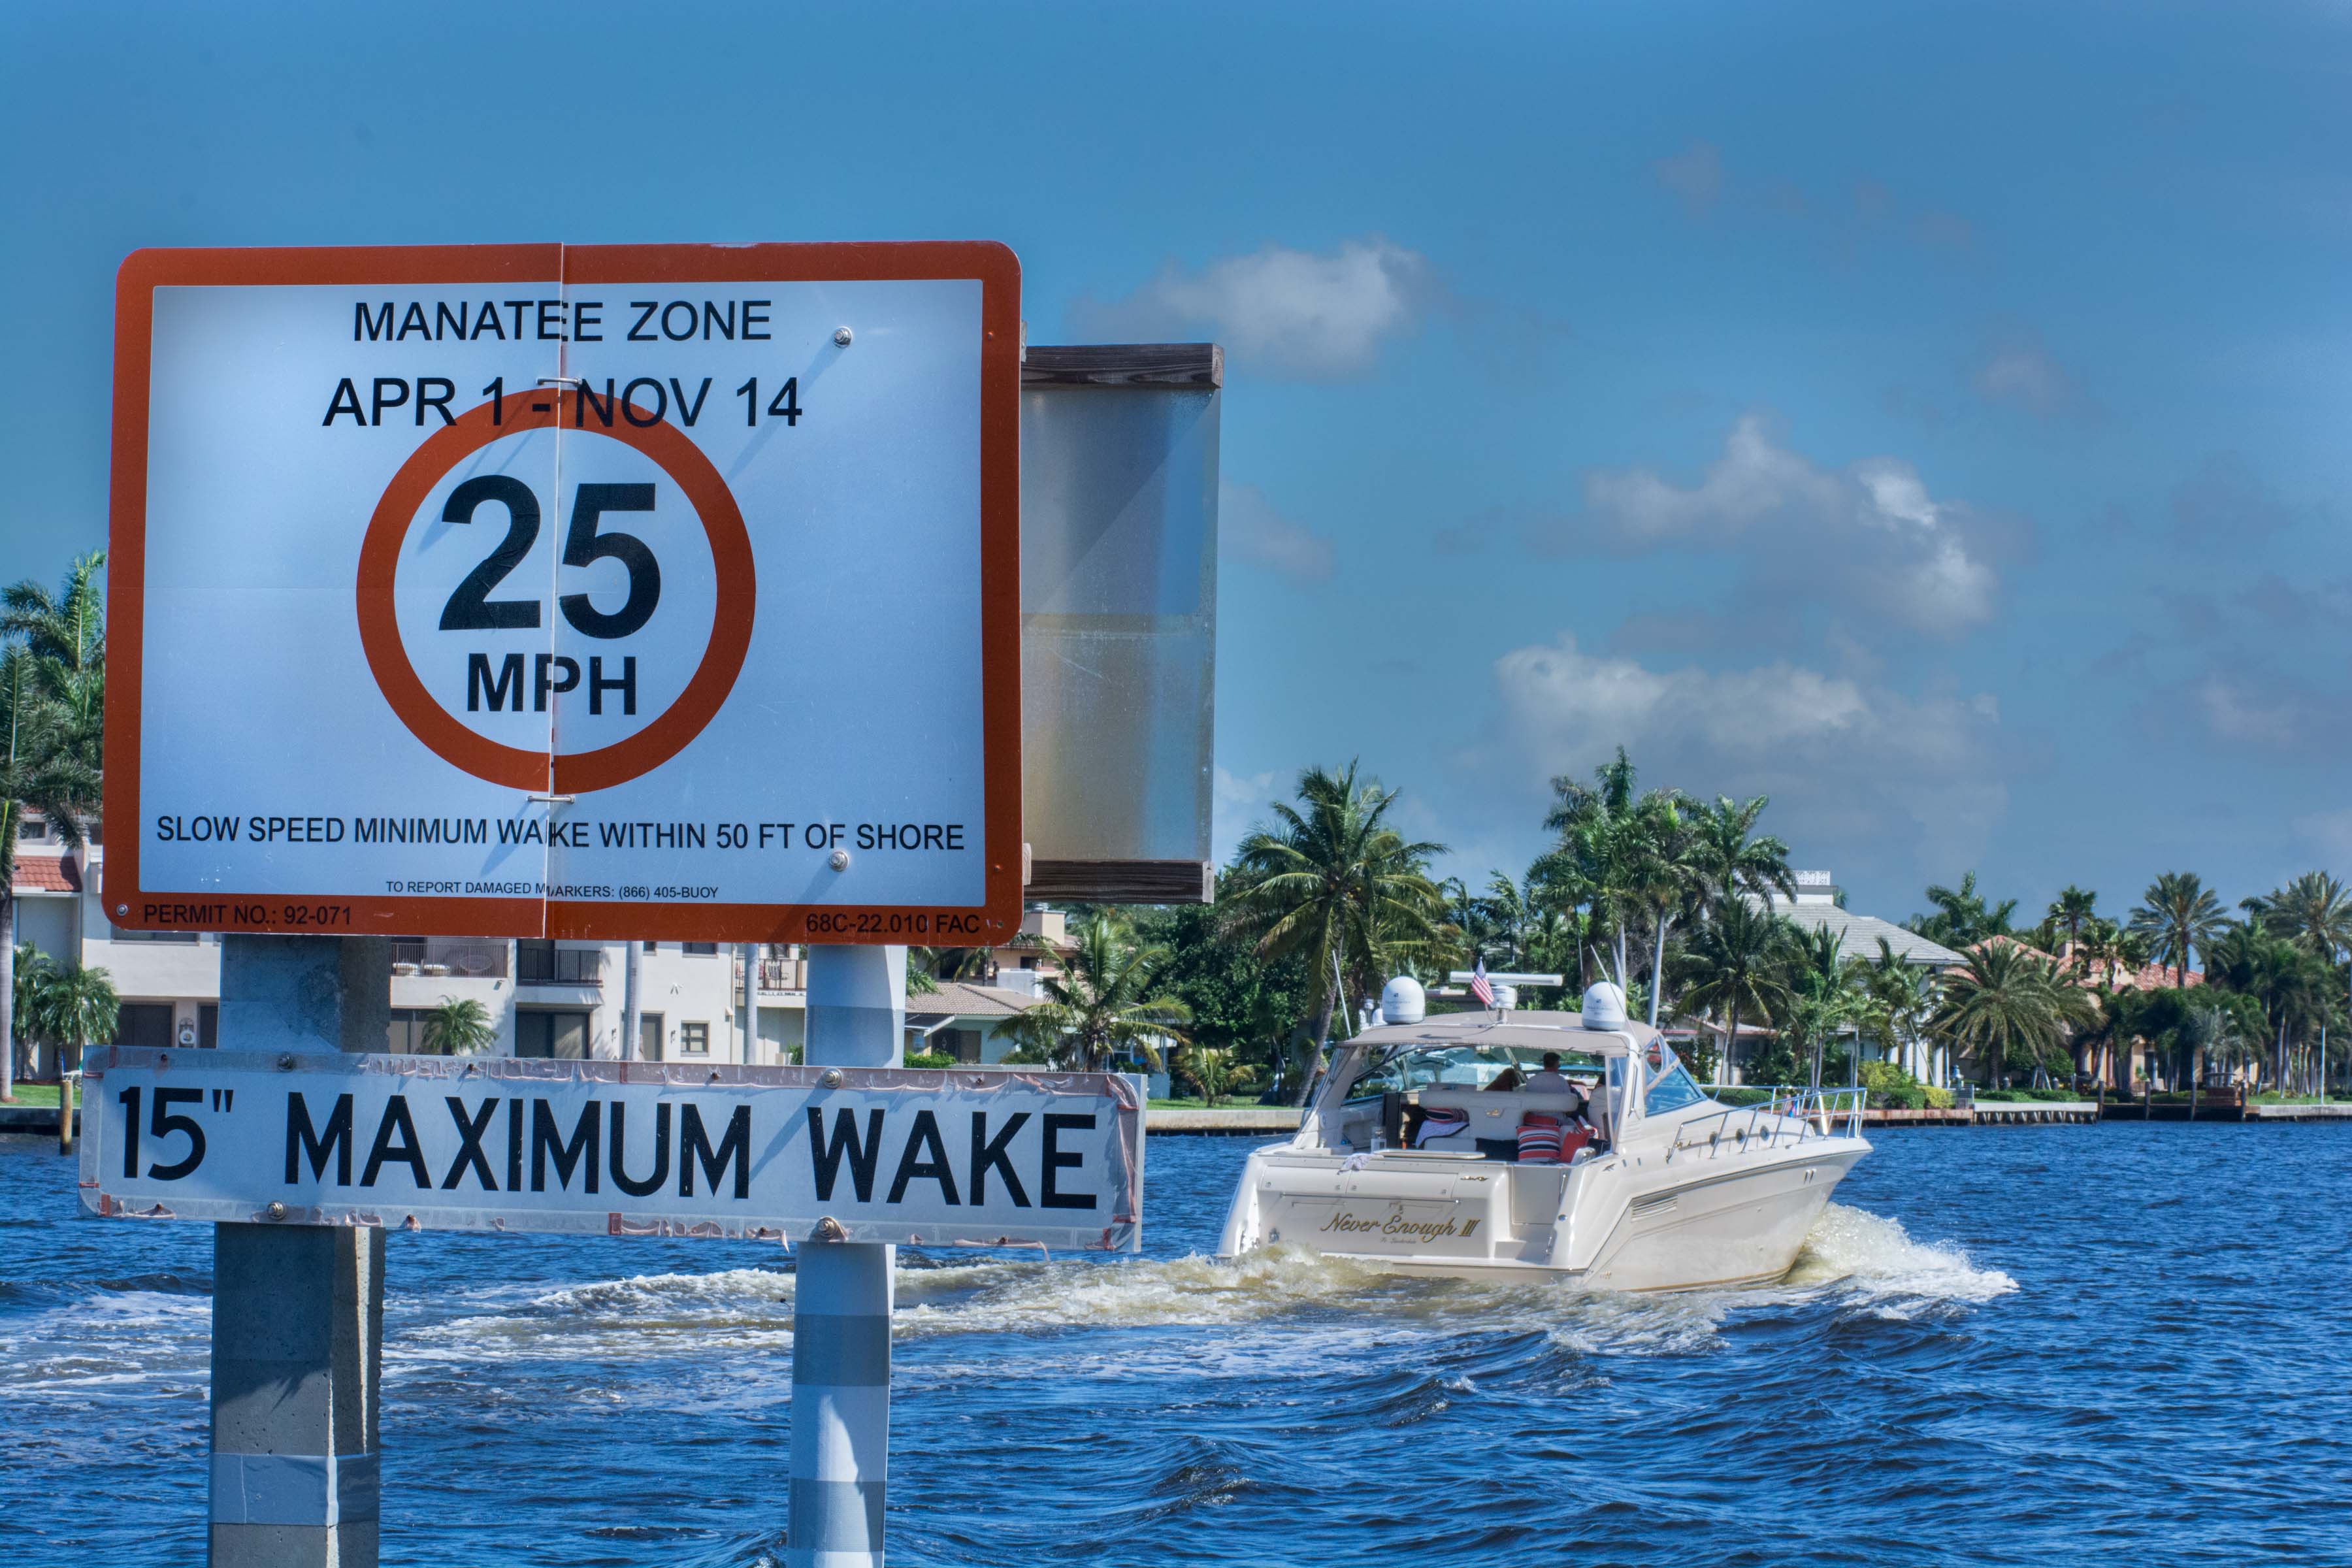 MANATEE ZONE
APR 1 - NOV 14
25
MPH
SLOW SPEED MINIMUM WAKE WITHIN 50 FT OF SHORE
TO REPORT DAMAGED MARKERS: (866) 405-BUOY
PERMIT NO.: 92-071
68C-22.010 FAC
15" MAXIMUM WAKE
Never Enough III